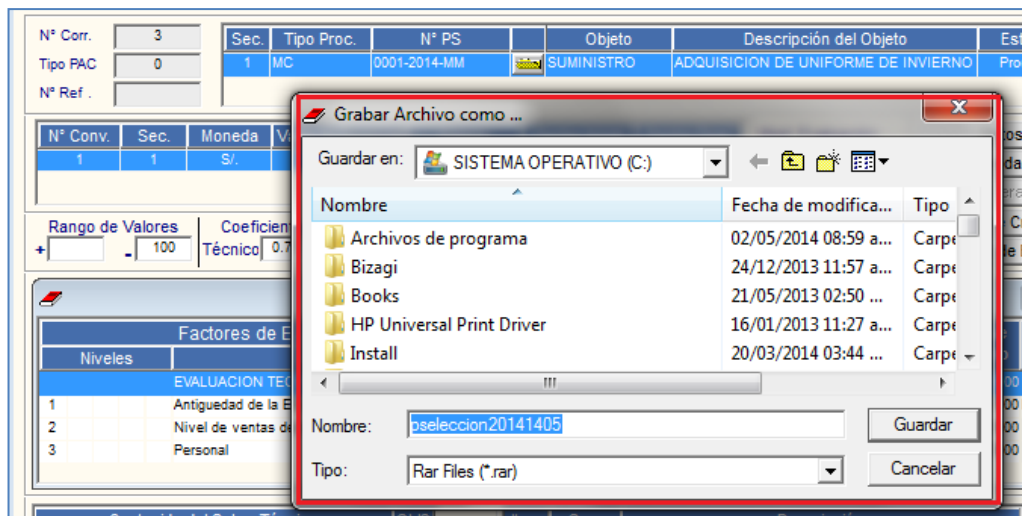 N° Corr. 3 Sec. Tipo Proc. N° PS Objeto Descripción del Objeto Est
Tipo PAC 0 1 MC 0001-2014-MM SUMINISTRO ADQUISICION DE UNIFORME DE INVIERNO Pro
N° Ref .
Grabar Archivo como ...
N° Conv. Sec. Moneda Va
1 1 S/.
Guardar en: SISTEMA OPERATIVO (C:)
Nombre Fecha de modifica... Tipo
Archivos de programa 02/05/2014 08:59 a... Carpe
Bizagi 24/12/2013 11:57 a... Carpe
Books 21/05/2013 02:50 ... Carpe
HP Universal Print Driver 16/01/2013 11:27 a... Carpe
Install 20/03/2014 03:44 ... Carpe
Nombre: pseleccion20141405 Guardar
Tipo: Rar Files (*.rar) Cancelar
Rango de Valores Coeficien
+ - 100 Técnico 0.7
Factores de E
Niveles
EVALUACION TEC
1 Antiguedad de la E
2 Nivel de ventas de
3 Personal